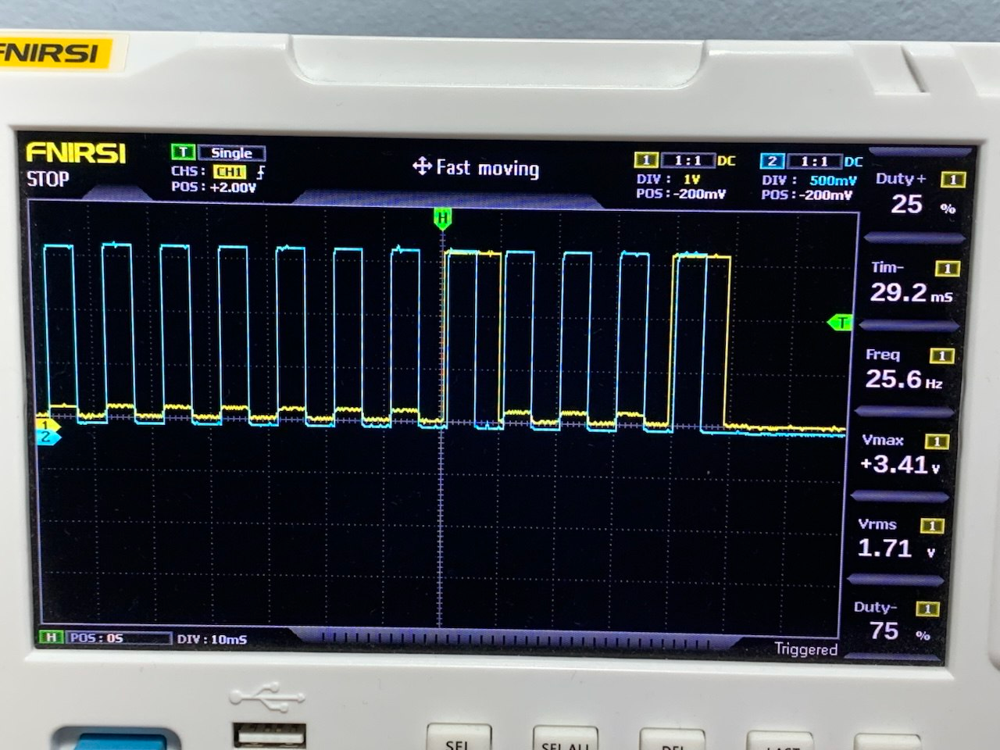 FNIRSI
FNIRSI
STOP
T Single
CHS: CH1
POS:+2.00V
Fast moving
1 1:1 DC
DIV: 1V
POS:-200mV
2 1:1 DC
DIV: 500mV
POS:-200mV
Duty+ 1
25 %
Tim- 1
29.2 mS
Freq 1
25.6 Hz
Vmax 1
+3.41 V
Vrms 1
1.71 V
Duty- 1
75 %
H
T
1
2
H POS:0S DIV:10mS
Triggered
SEL SEL ALL DEL LAST